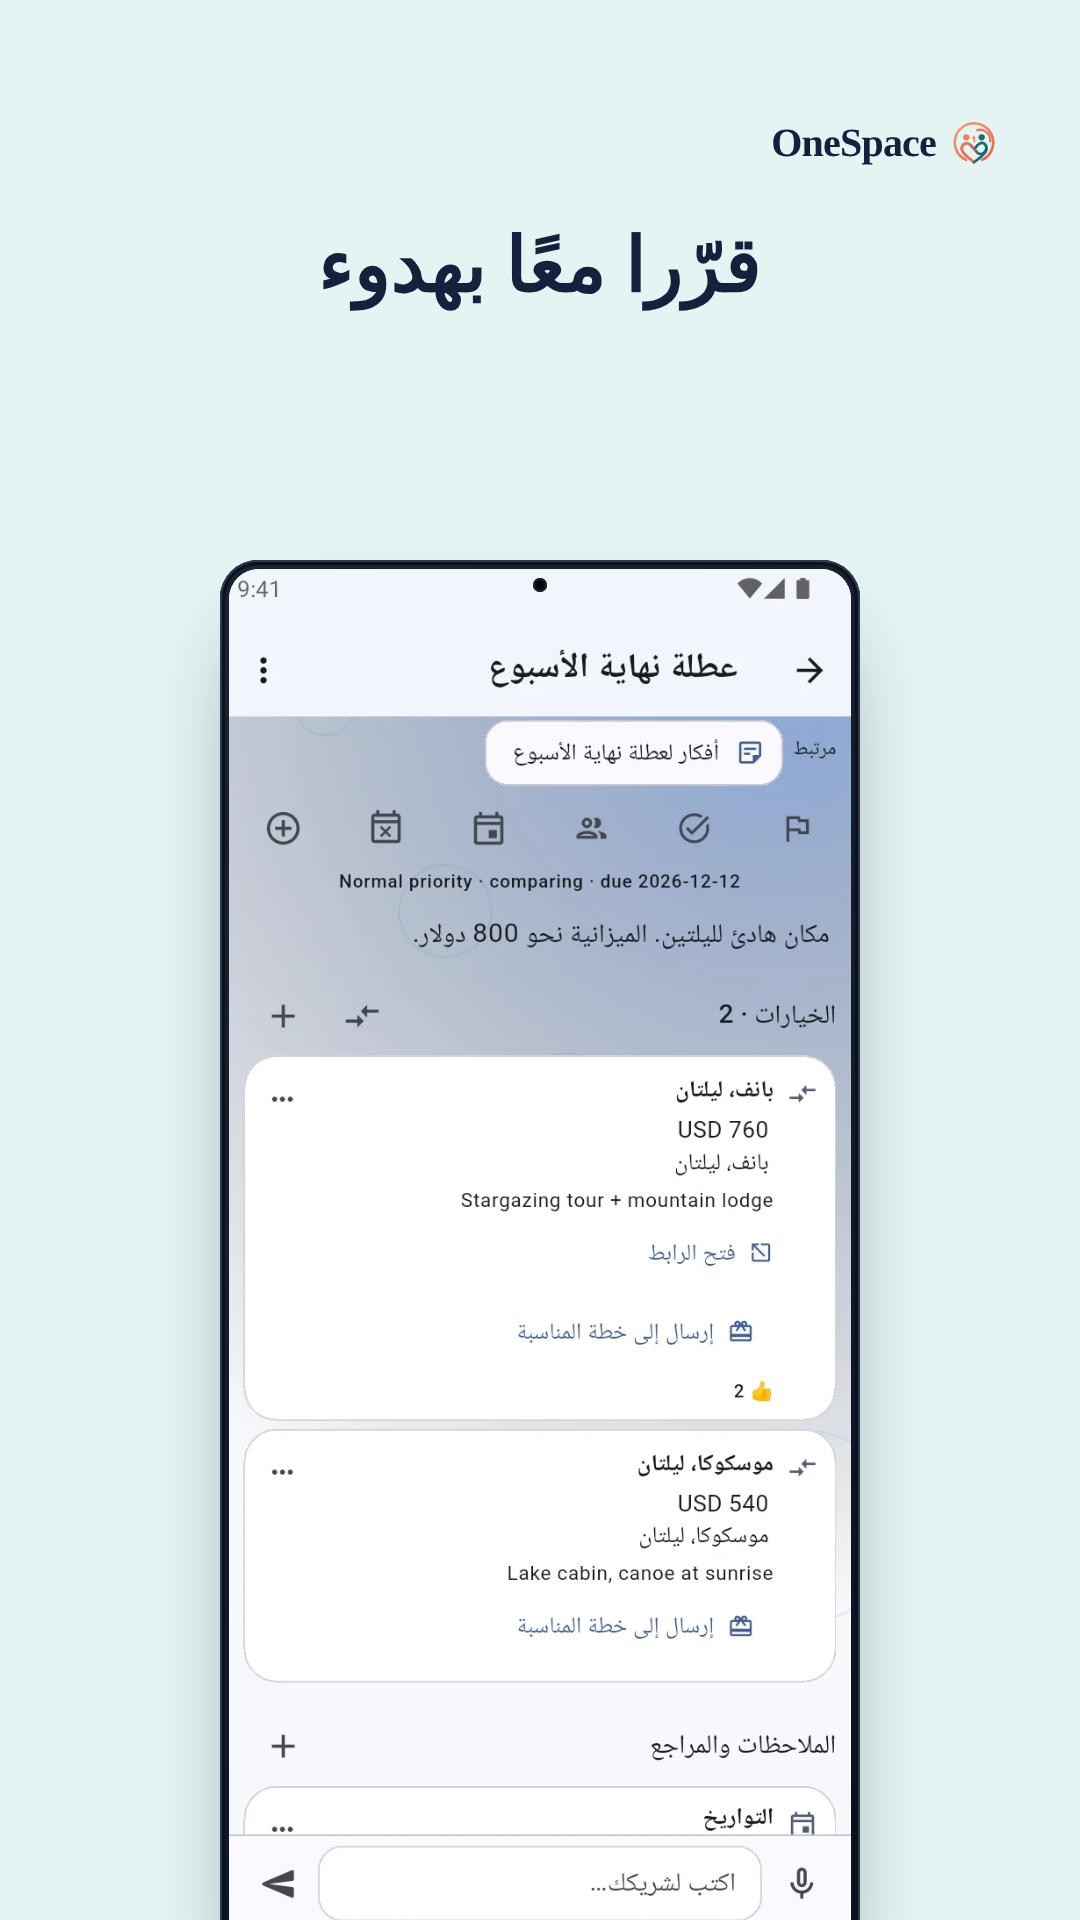 OneSpace
قرّرا معًا بهدوء
9:41
عطلة نهاية الأسبوع
مرتبط
أفكار لعطلة نهاية الأسبوع
Normal priority · comparing · due 2026-12-12
مكان هادئ لليلتين. الميزانية نحو 800 دولار.
الخيارات · 2
بانف، ليلتان
USD 760
بانف، ليلتان
Stargazing tour + mountain lodge
فتح الرابط
إرسال إلى خطة المناسبة
👍 2
موسكوكا، ليلتان
USD 540
موسكوكا، ليلتان
Lake cabin, canoe at sunrise
إرسال إلى خطة المناسبة
الملاحظات والمراجع
التواريخ
اكتب لشريكك...